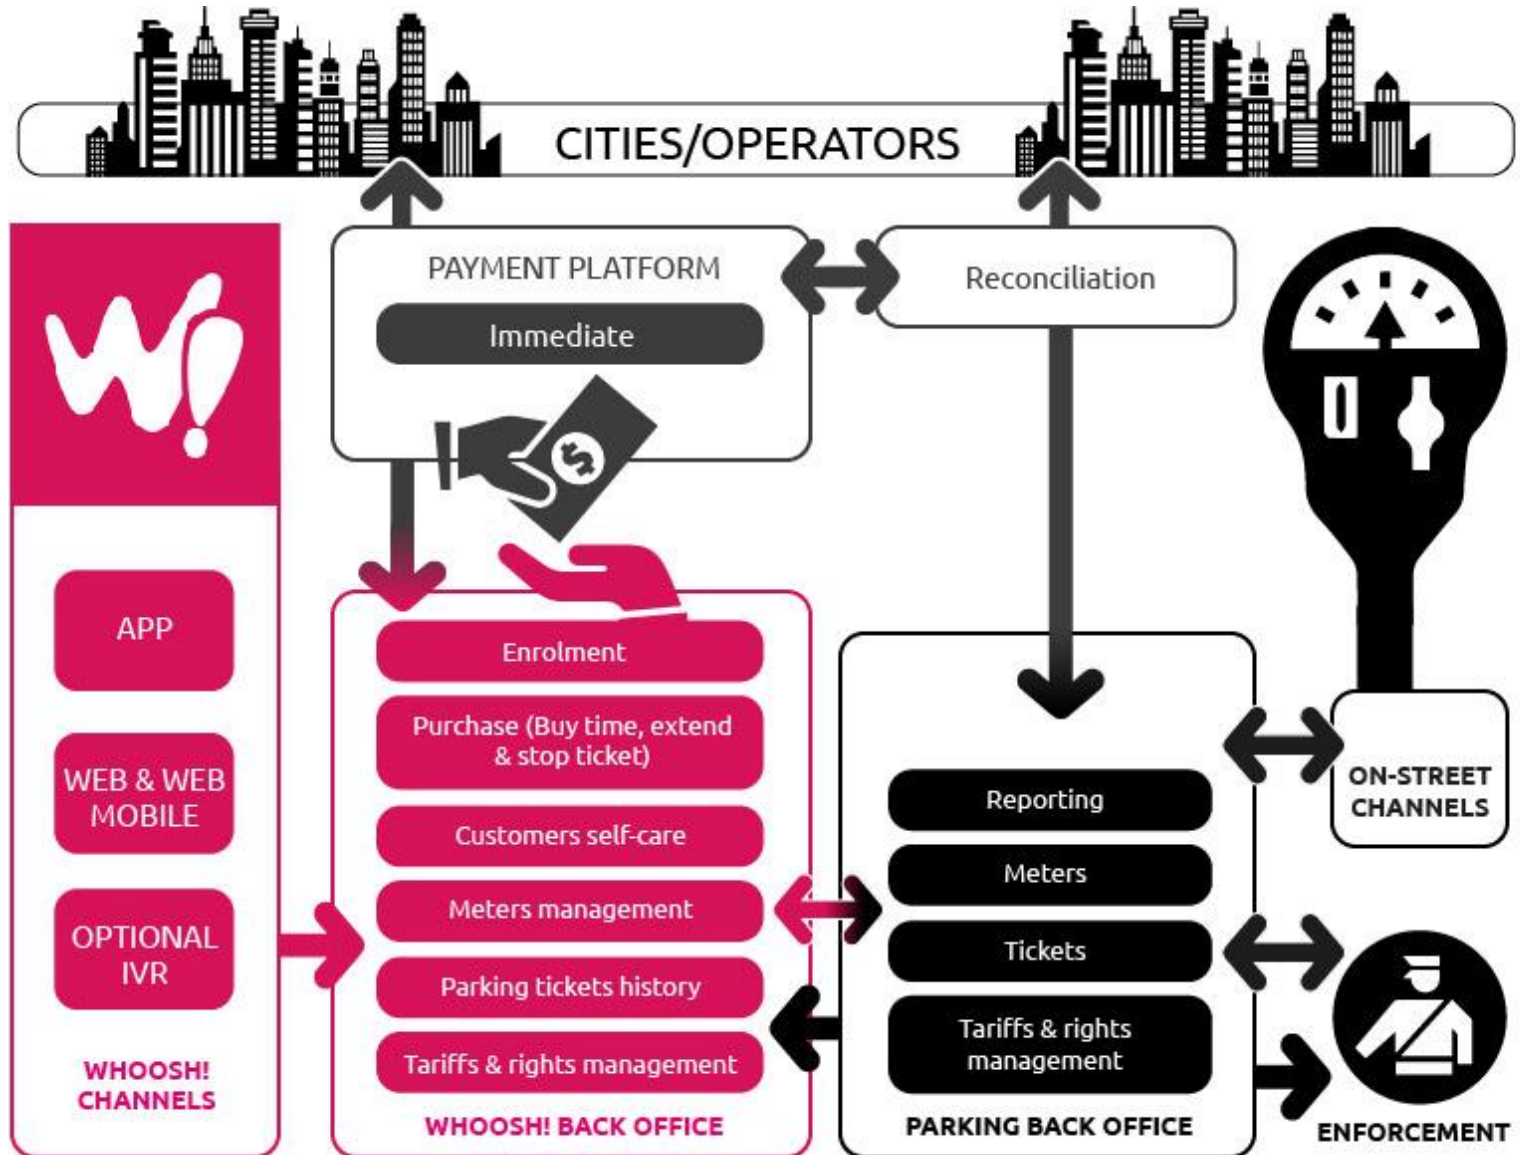 CITIES/OPERATORS
PAYMENT PLATFORM
Immediate
$
Reconciliation
W!
APP
WEB & WEB
MOBILE
OPTIONAL
IVR
WHOOSH!
CHANNELS
Enrolment
Purchase (Buy time, extend
& stop ticket)
Customers self-care
Meters management
Parking tickets history
Tariffs & rights management
WHOOSH! BACK OFFICE
Reporting
Meters
Tickets
Tariffs & rights
management
PARKING BACK OFFICE
ON-STREET
CHANNELS
ENFORCEMENT